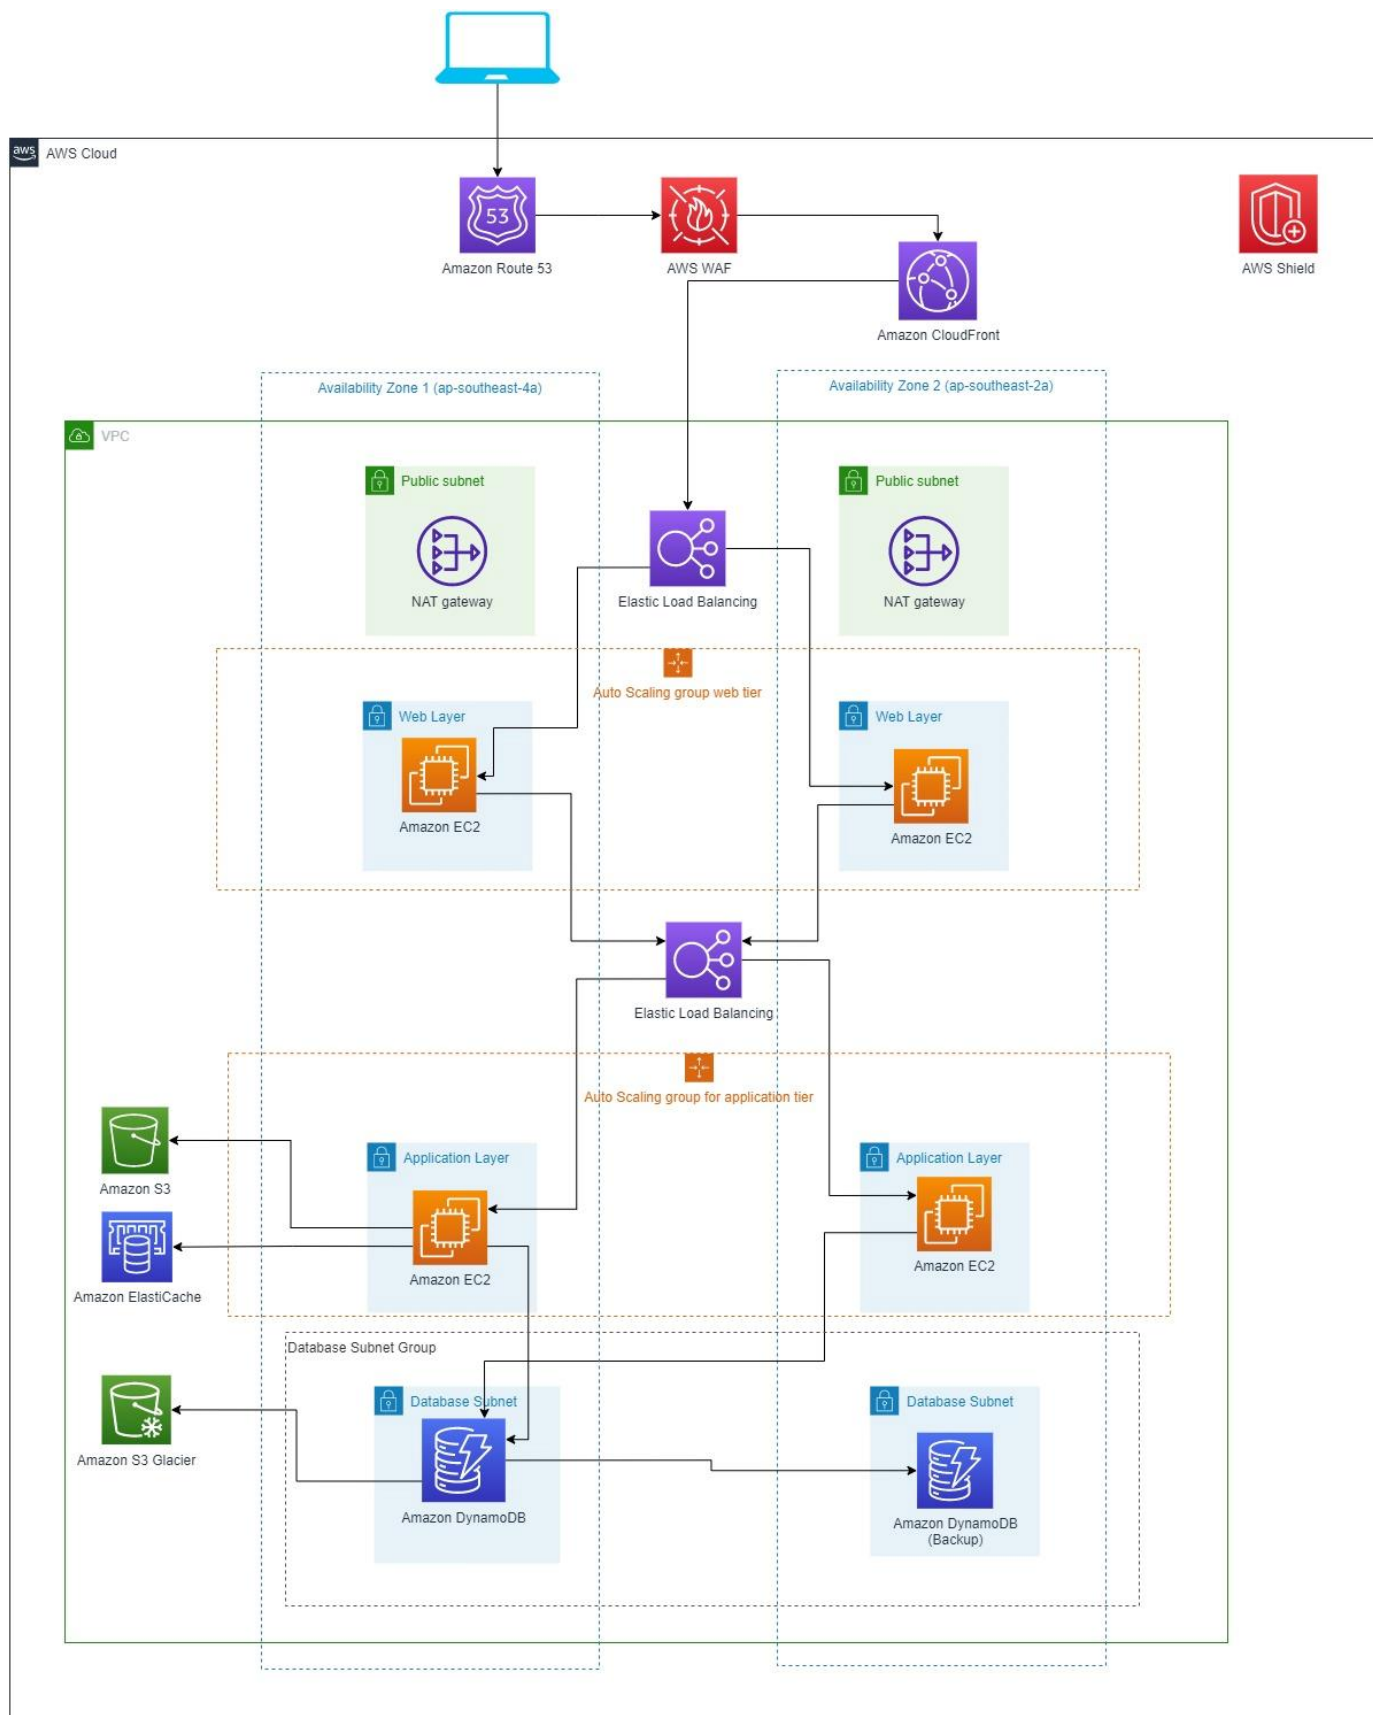 aws
AWS Cloud
53
Amazon Route 53
AWS WAF
AWS Shield
Amazon CloudFront
Availability Zone 1 (ap-southeast-4a)
Availability Zone 2 (ap-southeast-2a)
VPC
Public subnet
Public subnet
NAT gateway
Elastic Load Balancing
NAT gateway
Auto Scaling group web tier
Web Layer
Web Layer
Amazon EC2
Amazon EC2
Elastic Load Balancing
Auto Scaling group for application tier
Application Layer
Application Layer
Amazon S3
Amazon EC2
Amazon EC2
Amazon ElastiCache
Database Subnet Group
Database Subnet
Database Subnet
Amazon S3 Glacier
Amazon DynamoDB
Amazon DynamoDB
(Backup)